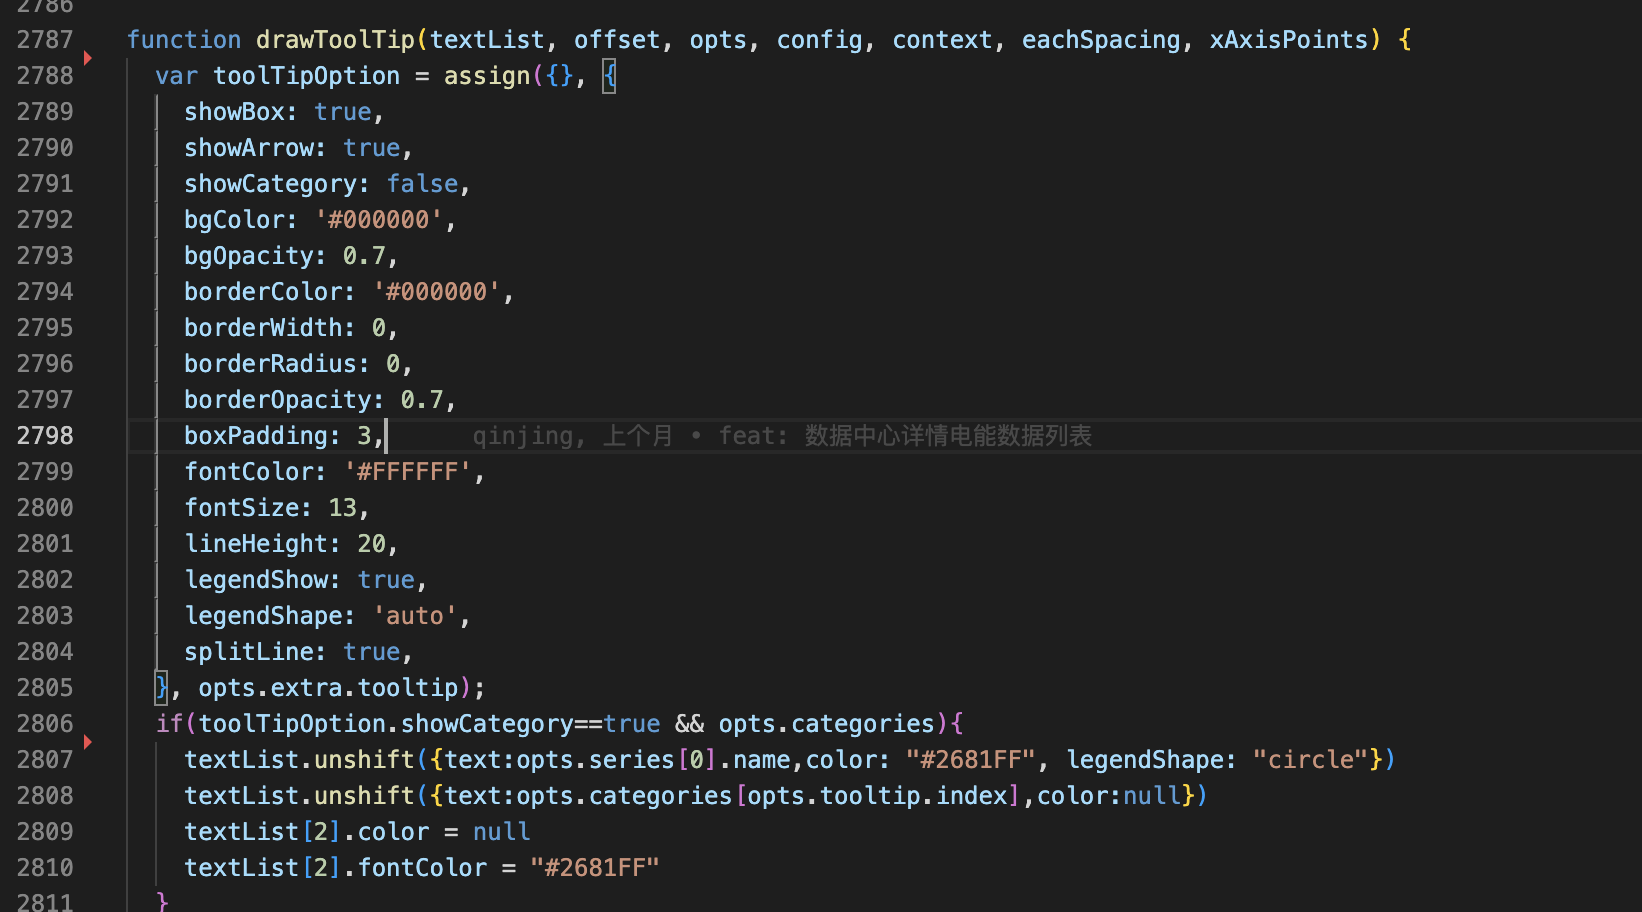 2786
2787 function drawToolTip(textList, offset, opts, config, context, eachSpacing, xAxisPoints) {
2788 var toolTipOption = assign({}, {
2789 showBox: true,
2790 showArrow: true,
2791 showCategory: false,
2792 bgColor: '#000000',
2793 bgOpacity: 0.7,
2794 borderColor: '#000000',
2795 borderWidth: 0,
2796 borderRadius: 0,
2797 borderOpacity: 0.7,
2798 boxPadding: 3, qinjing, 上个月 • feat: 数据中心详情电能数据列表
2799 fontColor: '#FFFFFF',
2800 fontSize: 13,
2801 lineHeight: 20,
2802 legendShow: true,
2803 legendShape: 'auto',
2804 splitLine: true,
2805 }, opts.extra.tooltip);
2806 if(toolTipOption.showCategory==true && opts.categories){
2807 textList.unshift({text:opts.series[0].name,color: "#2681FF", legendShape: "circle"})
2808 textList.unshift({text:opts.categories[opts.tooltip.index],color:null})
2809 textList[2].color = null
2810 textList[2].fontColor = "#2681FF"
2811 }